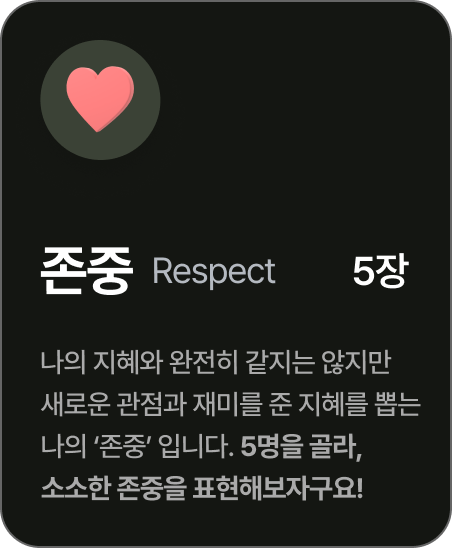 존중 Respect 5장
나의 지혜와 완전히 같지는 않지만
새로운 관점과 재미를 준 지혜를 뽑는
나의 ‘존중’ 입니다. 5명을 골라,
소소한 존중을 표현해보자구요!